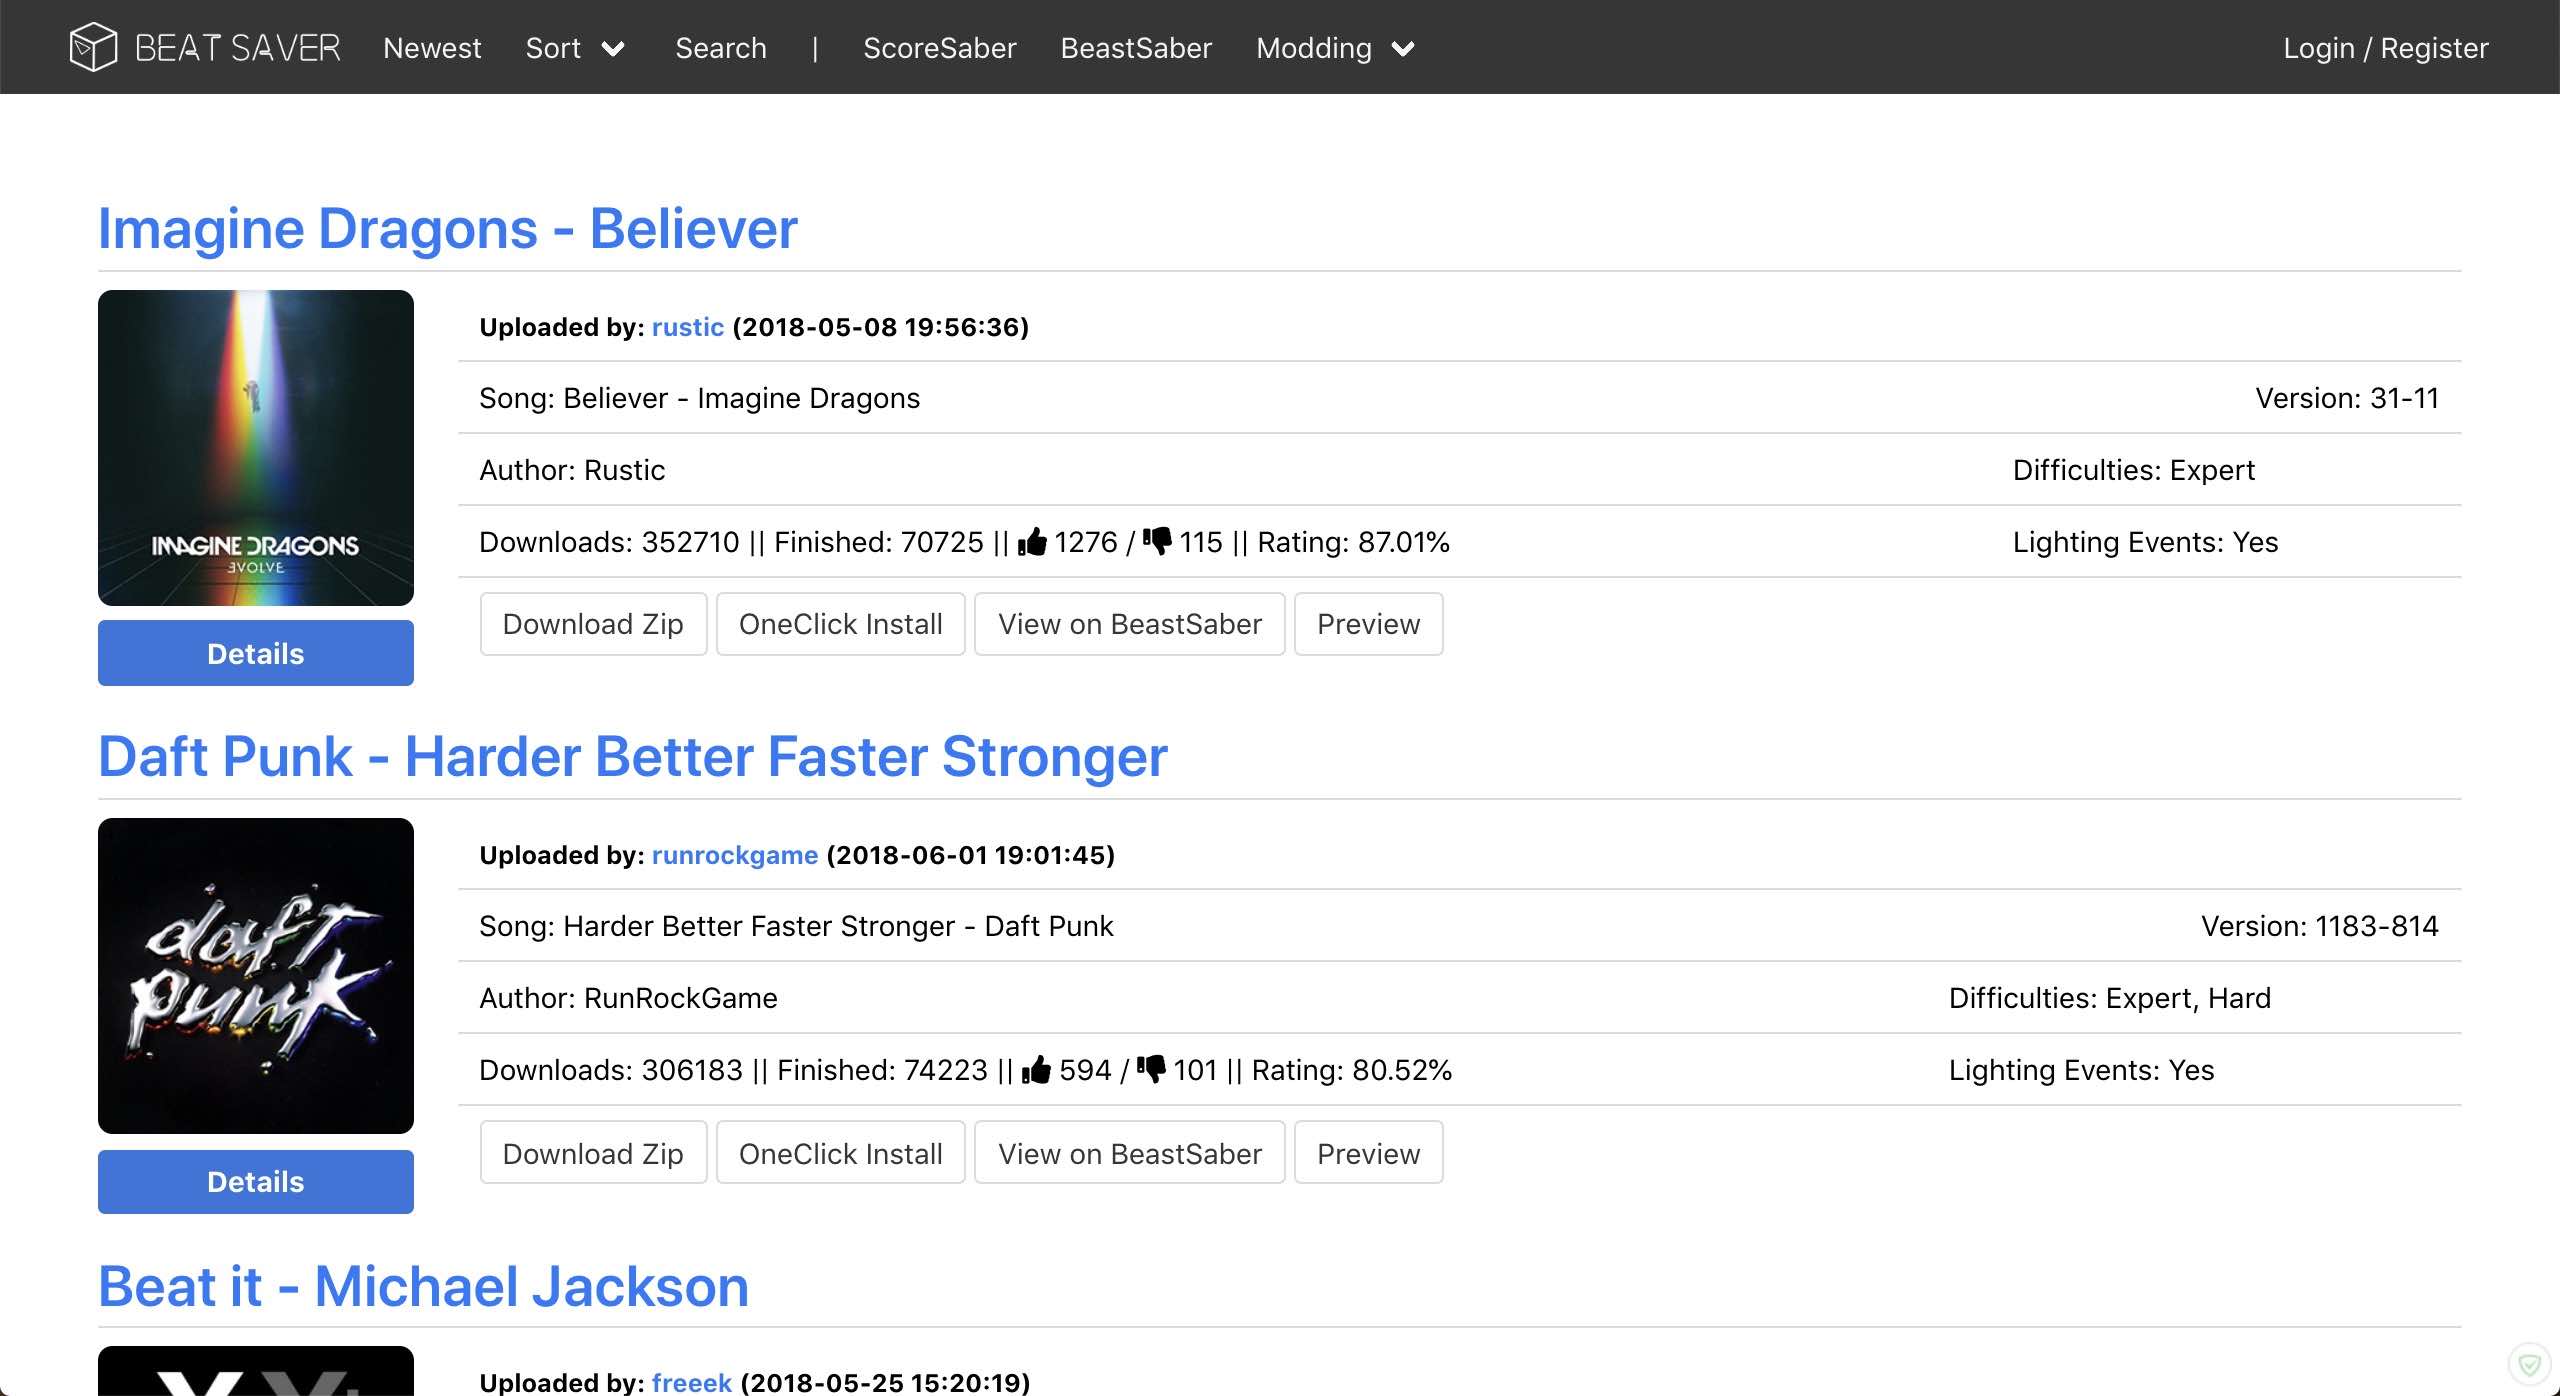 BEAT SAVER Newest Sort Search | ScoreSaber BeastSaber Modding Login / Register
Imagine Dragons - Believer
IMAGINE DRAGONS
ƎVOLVE
Details
Uploaded by: rustic (2018-05-08 19:56:36)
Song: Believer - Imagine Dragons Version: 31-11
Author: Rustic Difficulties: Expert
Downloads: 352710 || Finished: 70725 || 1276 / 115 || Rating: 87.01% Lighting Events: Yes
Download Zip OneClick Install View on BeastSaber Preview
Daft Punk - Harder Better Faster Stronger
daft
punk
Details
Uploaded by: runrockgame (2018-06-01 19:01:45)
Song: Harder Better Faster Stronger - Daft Punk Version: 1183-814
Author: RunRockGame Difficulties: Expert, Hard
Downloads: 306183 || Finished: 74223 || 594 / 101 || Rating: 80.52% Lighting Events: Yes
Download Zip OneClick Install View on BeastSaber Preview
Beat it - Michael Jackson
Uploaded by: freeek (2018-05-25 15:20:19)